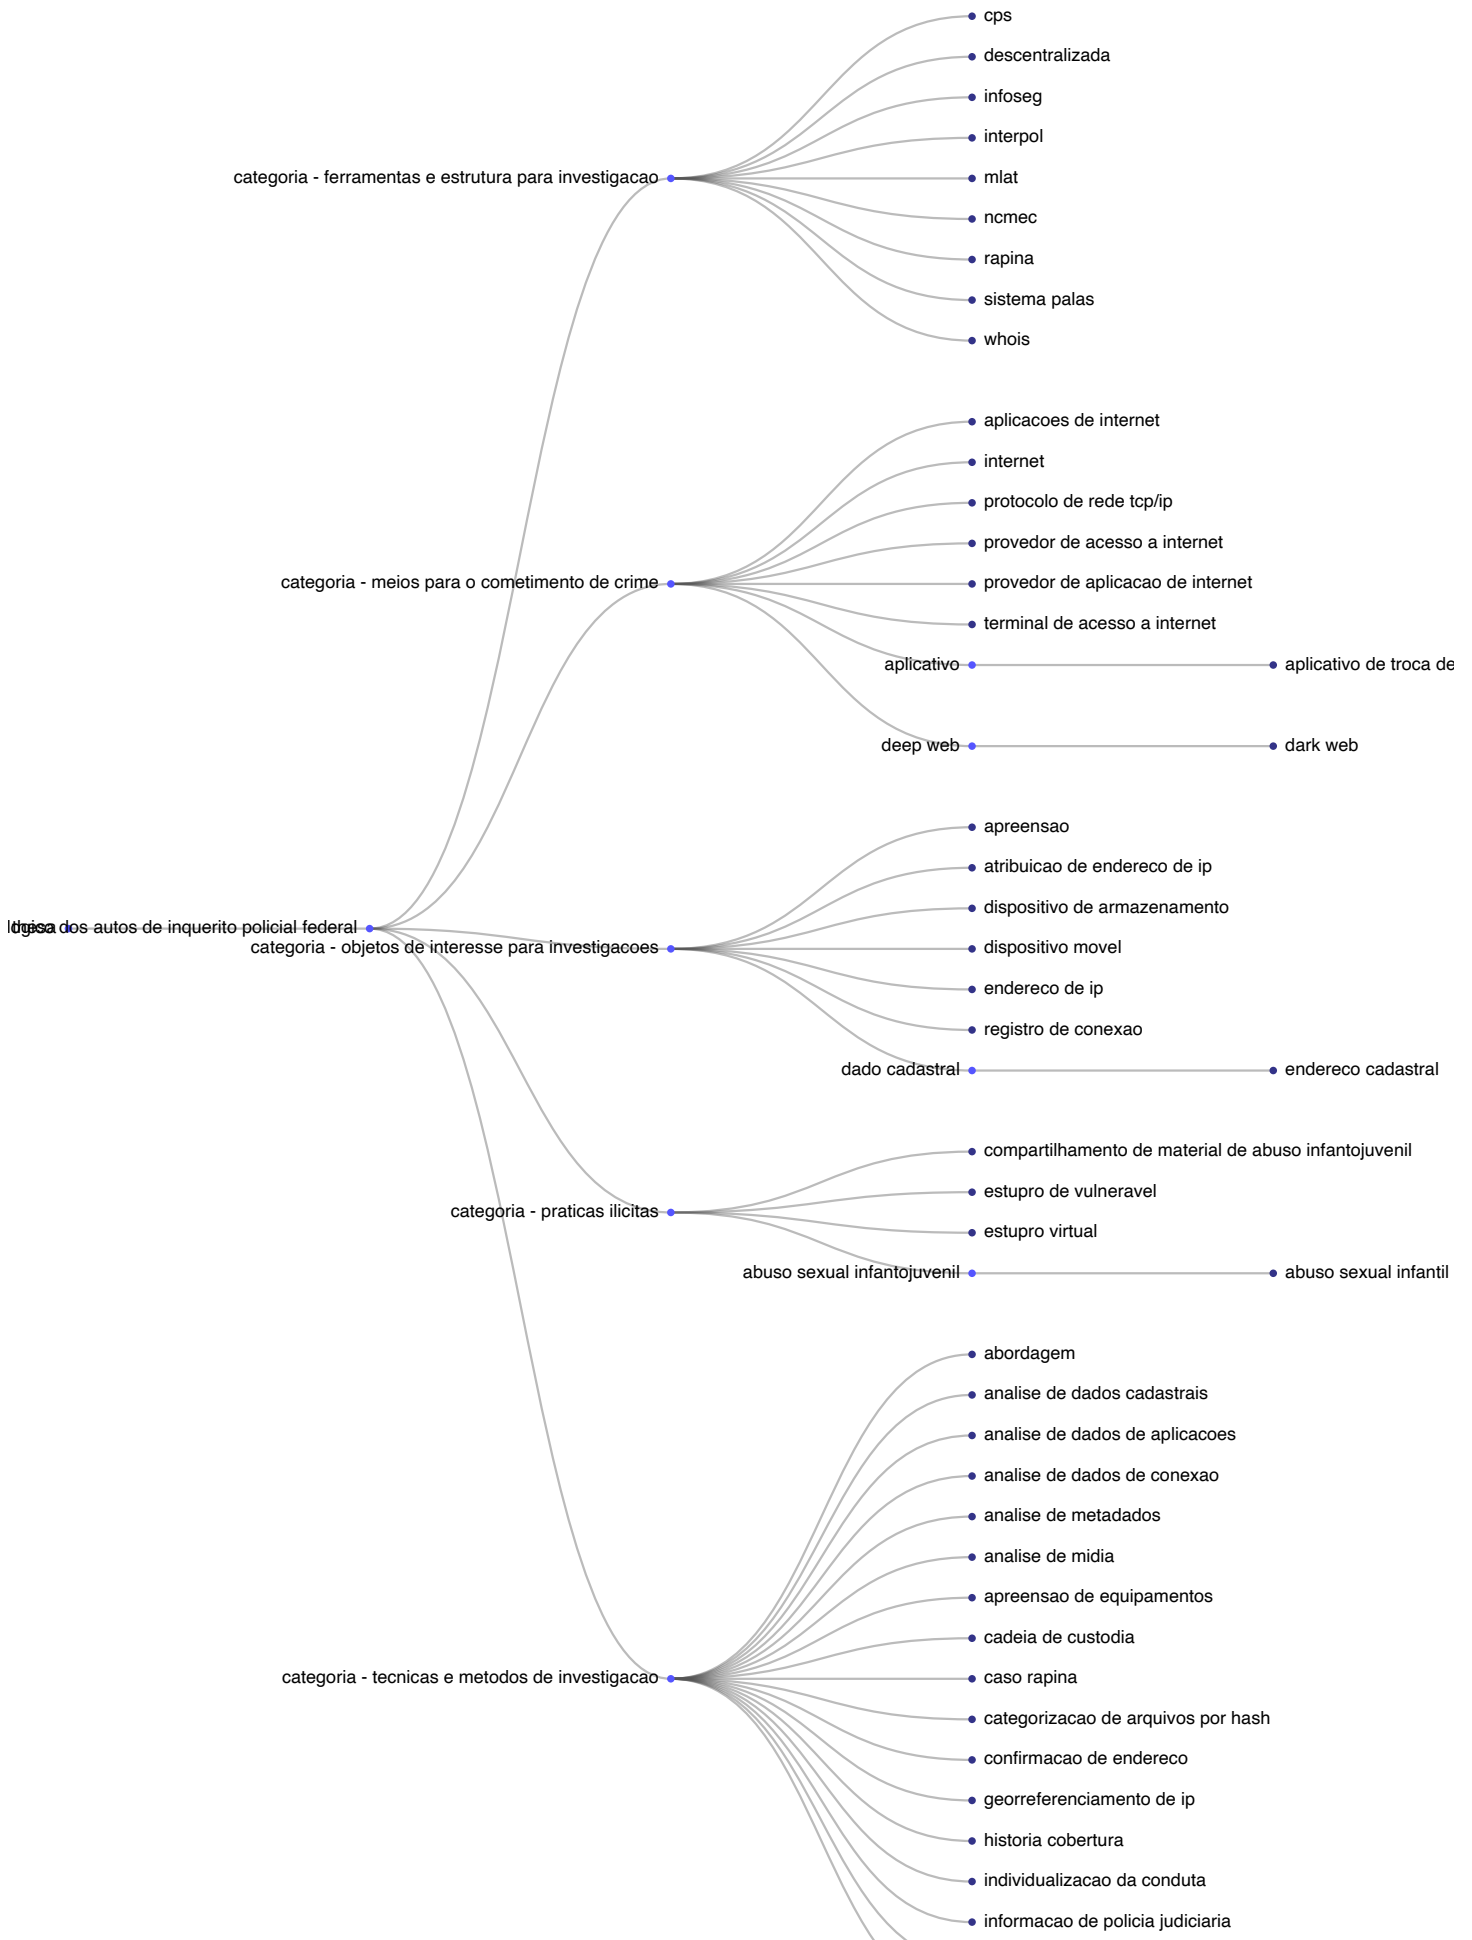 cps
descentralizada
infoseg
interpol
categoria - ferramentas e estrutura para investigacao
mlat
ncmec
rapina
sistema palas
whois
aplicacoes de internet
internet
protocolo de rede tcp/ip
provedor de acesso a internet
categoria - meios para o cometimento de crime
provedor de aplicacao de internet
terminal de acesso a internet
aplicativo
aplicativo de troca de
deep web
dark web
apreensao
atribuicao de endereco de ip
dispositivo de armazenamento
dos autos de inquerito policial federal
categoria - objetos de interesse para investigacoes
dispositivo movel
endereco de ip
registro de conexao
dado cadastral
endereco cadastral
compartilhamento de material de abuso infantojuvenil
estupro de vulneravel
categoria - praticas ilicitas
estupro virtual
abuso sexual infantojuvenil
abuso sexual infantil
abordagem
analise de dados cadastrais
analise de dados de aplicacoes
analise de dados de conexao
analise de metadados
analise de midia
apreensao de equipamentos
cadeia de custodia
categoria - tecnicas e metodos de investigacao
caso rapina
categorizacao de arquivos por hash
confirmacao de endereco
georreferenciamento de ip
historia cobertura
individualizacao da conduta
informacao de policia judiciaria